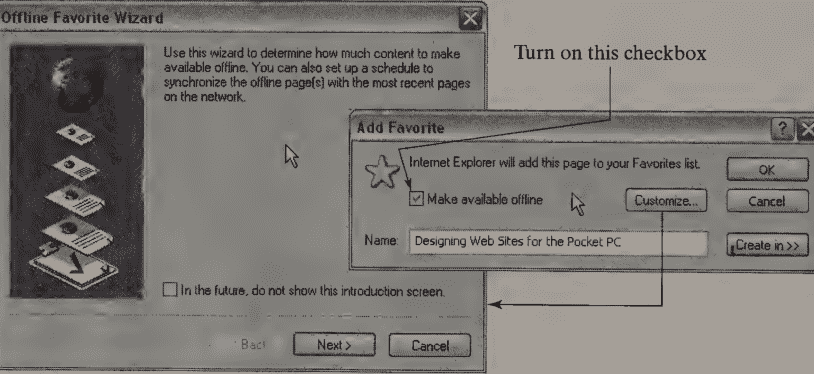 Offline Favorite Wizard
Use this wizard to determine how much content to make
available offline. You can also set up a schedule to
synchronize the offline page(s) with the most recent pages
on the network.
In the future, do not show this introduction screen.
Back
Next >
Cancel
Turn on this checkbox
Add Favorite
Internet Explorer will add this page to your Favorites list.
OK
Make available offline
Customize...
Cancel
Name:
Designing Web Sites for the Pocket PC
Create in >>